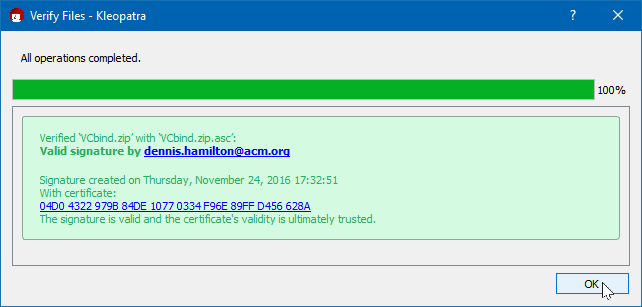 Verify Files - Kleopatra
All operations completed.
100%
Verified 'VCbind.zip' with 'VCbind.zip.asc':
Valid signature by dennis.hamilton@acm.org
Signature created on Thursday, November 24, 2016 17:32:51
With certificate:
04D0 4322 979B 84DE 1077 0334 F96E 89FF D456 628A
The signature is valid and the certificate's validity is ultimately trusted.
OK